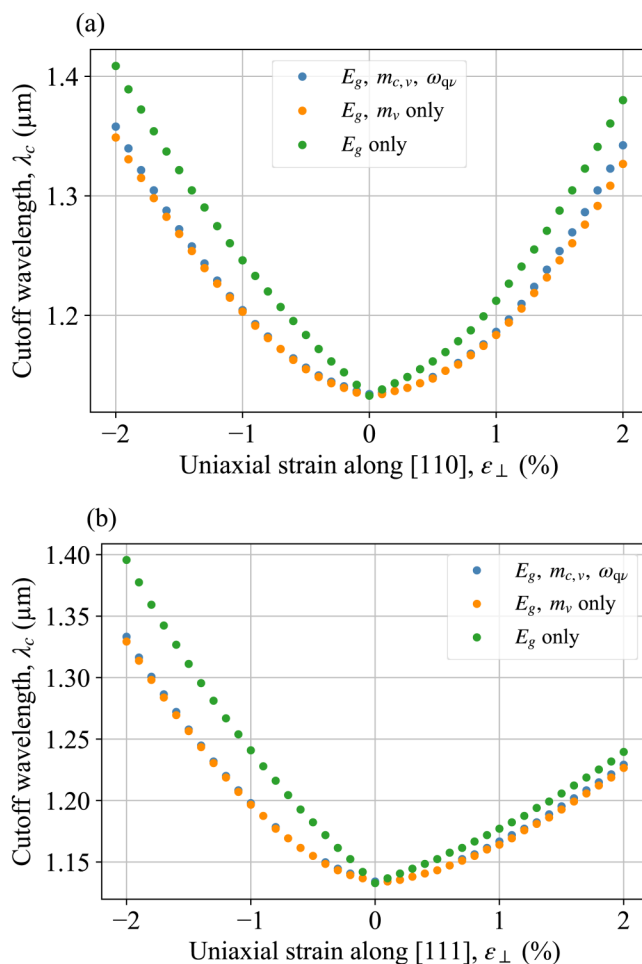 (a)
1.4
1.3
1.2
Cutoff wavelength, λc (μm)
Eg, mc,v, ωqν
Eg, mv only
Eg only
−2 −1 0 1 2
Uniaxial strain along [110], ε⊥ (%)
(b)
1.40
1.35
1.30
1.25
1.20
1.15
Cutoff wavelength, λc (μm)
Eg, mc,v, ωqν
Eg, mv only
Eg only
−2 −1 0 1 2
Uniaxial strain along [111], ε⊥ (%)